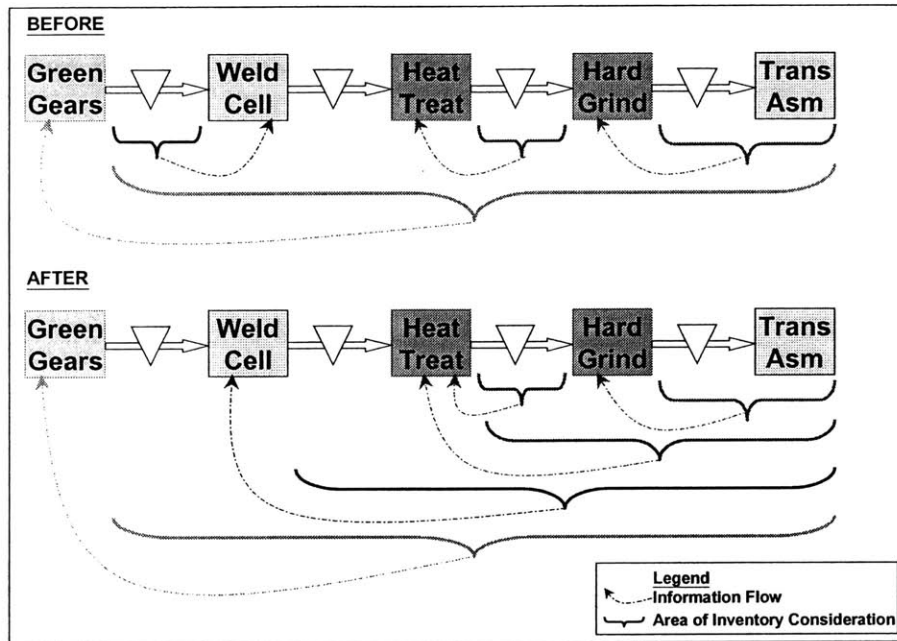 BEFORE
Green Gears
Weld Cell
Heat Treat
Hard Grind
Trans Asm
AFTER
Green Gears
Weld Cell
Heat Treat
Hard Grind
Trans Asm
Legend
Information Flow
Area of Inventory Consideration